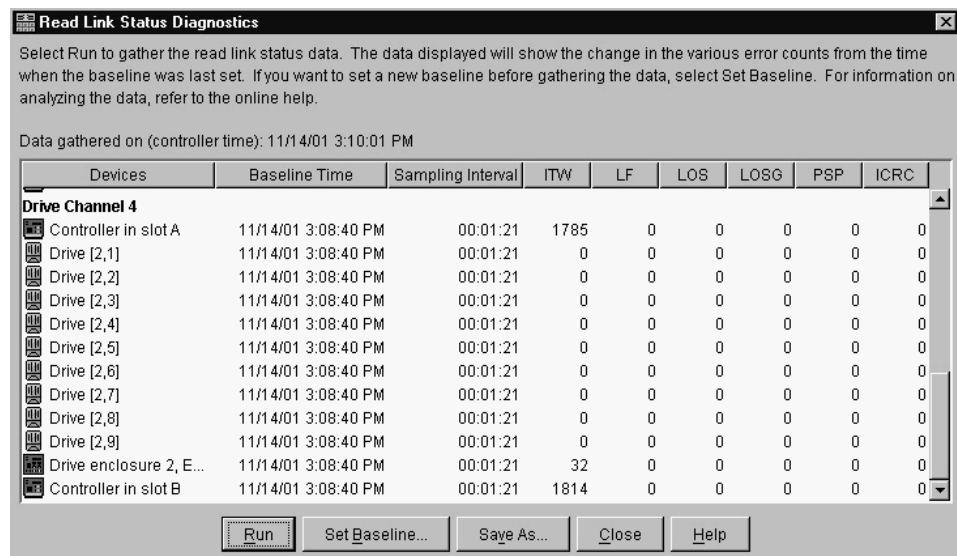 Read Link Status Diagnostics
Select Run to gather the read link status data. The data displayed will show the change in the various error counts from the time
when the baseline was last set. If you want to set a new baseline before gathering the data, select Set Baseline. For information on
analyzing the data, refer to the online help.
Data gathered on (controller time): 11/14/01 3:10:01 PM
Devices Baseline Time Sampling Interval ITW LF LOS LOSG PSP ICRC
Drive Channel 4
Controller in slot A 11/14/01 3:08:40 PM 00:01:21 1785 0 0 0 0 0
Drive [2,1] 11/14/01 3:08:40 PM 00:01:21 0 0 0 0 0 0
Drive [2,2] 11/14/01 3:08:40 PM 00:01:21 0 0 0 0 0 0
Drive [2,3] 11/14/01 3:08:40 PM 00:01:21 0 0 0 0 0 0
Drive [2,4] 11/14/01 3:08:40 PM 00:01:21 0 0 0 0 0 0
Drive [2,5] 11/14/01 3:08:40 PM 00:01:21 0 0 0 0 0 0
Drive [2,6] 11/14/01 3:08:40 PM 00:01:21 0 0 0 0 0 0
Drive [2,7] 11/14/01 3:08:40 PM 00:01:21 0 0 0 0 0 0
Drive [2,8] 11/14/01 3:08:40 PM 00:01:21 0 0 0 0 0 0
Drive [2,9] 11/14/01 3:08:40 PM 00:01:21 0 0 0 0 0 0
Drive enclosure 2, E... 11/14/01 3:08:40 PM 00:01:21 32 0 0 0 0 0
Controller in slot B 11/14/01 3:08:40 PM 00:01:21 1814 0 0 0 0 0
Run Set Baseline... Save As... Close Help